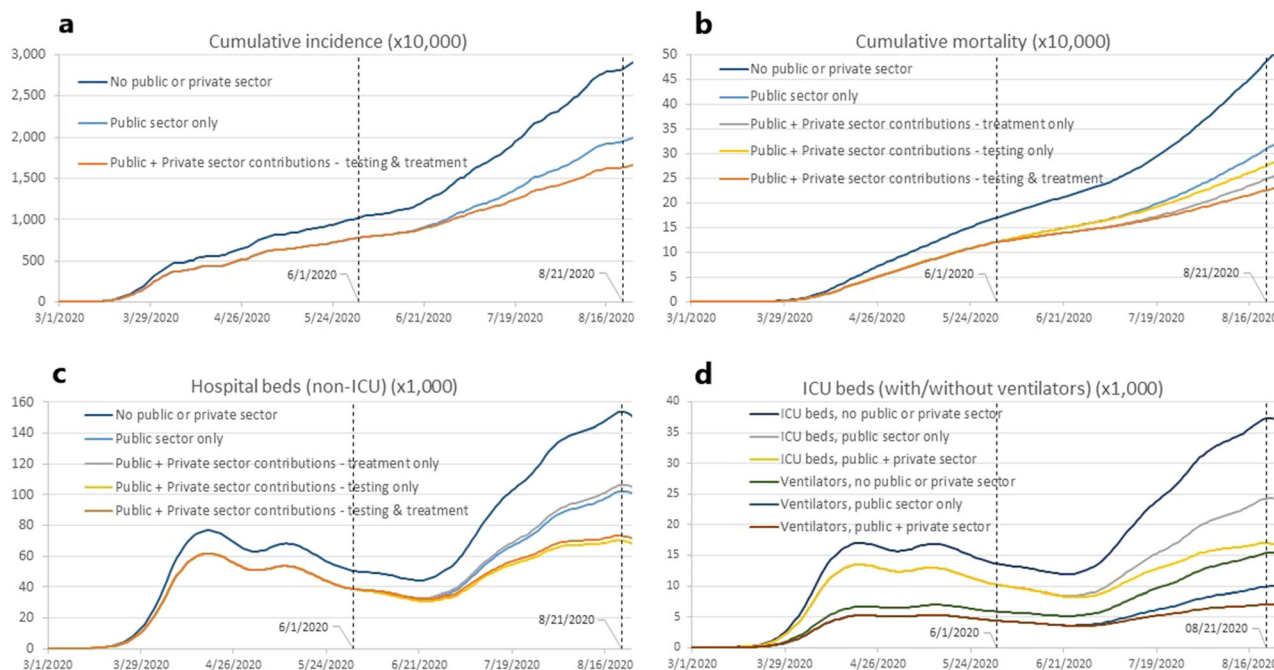 a
Cumulative incidence (x10,000)
3,000
2,500
2,000
1,500
1,000
500
0
No public or private sector
Public sector only
Public + Private sector contributions - testing & treatment
6/1/2020
8/21/2020
3/1/2020 3/29/2020 4/26/2020 5/24/2020 6/21/2020 7/19/2020 8/16/2020
b
Cumulative mortality (x10,000)
50
45
40
35
30
25
20
15
10
5
0
No public or private sector
Public sector only
Public + Private sector contributions - treatment only
Public + Private sector contributions - testing only
Public + Private sector contributions - testing & treatment
6/1/2020
8/21/2020
3/1/2020 3/29/2020 4/26/2020 5/24/2020 6/21/2020 7/19/2020 8/16/2020
c
Hospital beds (non-ICU) (x1,000)
160
140
120
100
80
60
40
20
0
No public or private sector
Public sector only
Public + Private sector contributions - treatment only
Public + Private sector contributions - testing only
Public + Private sector contributions - testing & treatment
6/1/2020
8/21/2020
3/1/2020 3/29/2020 4/26/2020 5/24/2020 6/21/2020 7/19/2020 8/16/2020
d
ICU beds (with/without ventilators) (x1,000)
40
35
30
25
20
15
10
5
0
ICU beds, no public or private sector
ICU beds, public sector only
ICU beds, public + private sector
Ventilators, no public or private sector
Ventilators, public sector only
Ventilators, public + private sector
6/1/2020
08/21/2020
3/1/2020 3/29/2020 4/26/2020 5/24/2020 6/21/2020 7/19/2020 8/16/2020